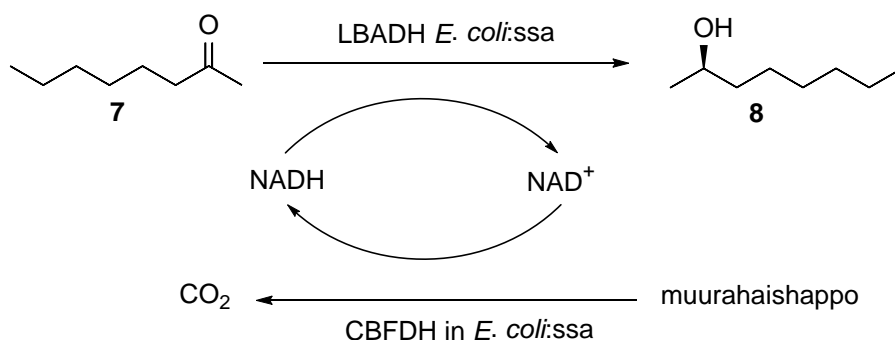 O
LBADH E. coli:ssa
OH
7
8
NADH
NAD+
CO2
muurahaishappo
CBFDH in E. coli:ssa